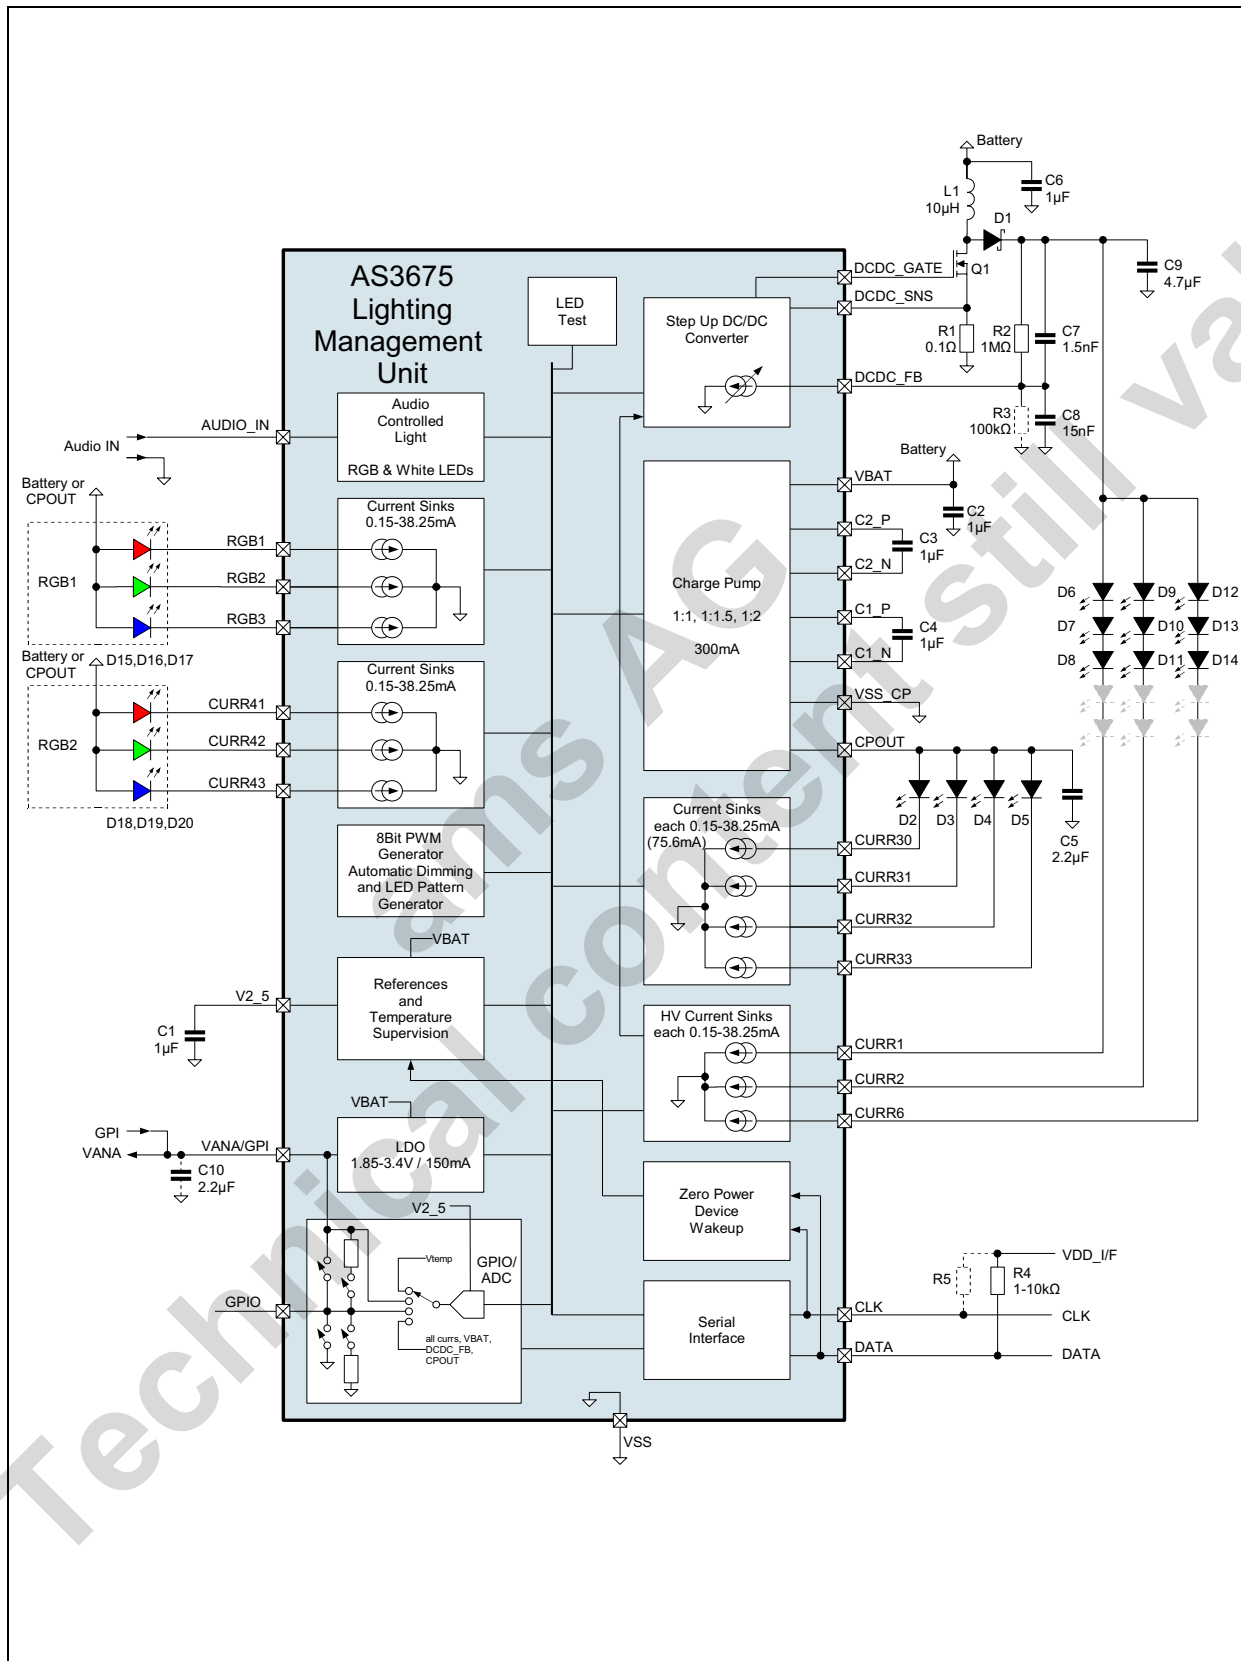 Battery
C6
1µF
L1
10µH
D1
Q1
C9
4.7µF
R1
0.1Ω
R2
1MΩ
C7
1.5nF
R3
100kΩ
C8
15nF
AS3675
Lighting
Management
Unit
LED
Test
Step Up DC/DC
Converter
DCDC_GATE
DCDC_SNS
DCDC_FB
Audio IN
AUDIO_IN
Audio
Controlled
Light
RGB & White LEDs
Battery or
CPOUT
RGB1
D15,D16,D17
RGB1
RGB2
RGB3
Current Sinks
0.15-38.25mA
Battery or
CPOUT
RGB2
D18,D19,D20
CURR41
CURR42
CURR43
Current Sinks
0.15-38.25mA
Charge Pump
1:1, 1:1.5, 1:2
300mA
Battery
VBAT
C2
1µF
C2_P
C3
1µF
C2_N
C1_P
C4
1µF
C1_N
VSS_CP
CPOUT
D6
D9
D12
D7
D10
D13
D8
D11
D14
D2
D3
D4
D5
C5
2.2µF
8Bit PWM
Generator
Automatic Dimming
and LED Pattern
Generator
Current Sinks
each 0.15-38.25mA
(75.6mA)
CURR30
CURR31
CURR32
CURR33
VBAT
References
and
Temperature
Supervision
V2_5
C1
1µF
HV Current Sinks
each 0.15-38.25mA
CURR1
CURR2
CURR6
VBAT
LDO
1.85-3.4V / 150mA
GPI
VANA
VANA/GPI
C10
2.2µF
Zero Power
Device
Wakeup
V2_5
Vtemp
GPIO/
ADC
all currs, VBAT,
DCDC_FB,
CPOUT
GPIO
Serial
Interface
VDD_I/F
R5
R4
1-10kΩ
CLK
CLK
DATA
DATA
VSS
ams AG
Technical content still va